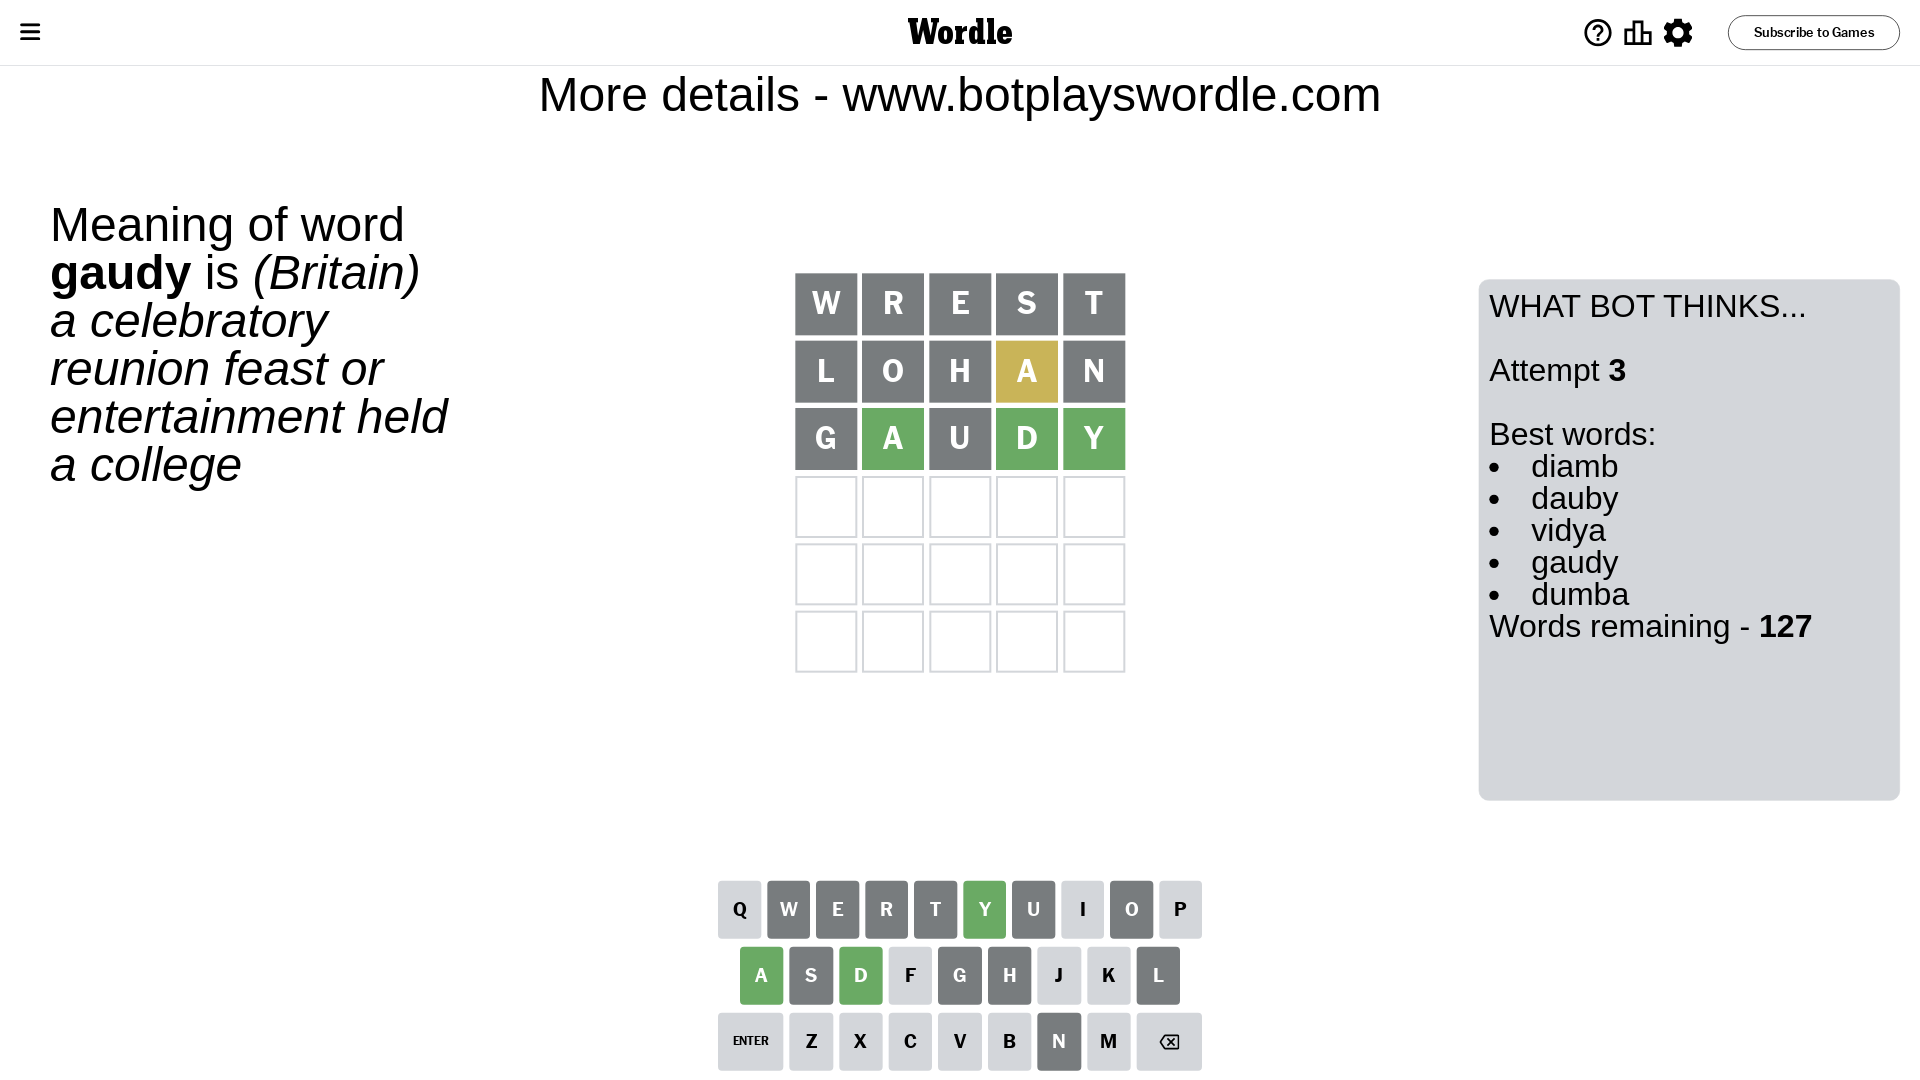 Wordle
Subscribe to Games
More details - www.botplayswordle.com
Meaning of word
gaudy is (Britain)
a celebratory
reunion feast or
entertainment held
a college
W R E S T
L O H A N
G A U D Y
WHAT BOT THINKS...
Attempt 3
Best words:
• diamb
• dauby
• vidya
• gaudy
• dumba
Words remaining - 127
Q W E R T Y U I O P
A S D F G H J K L
ENTER Z X C V B N M